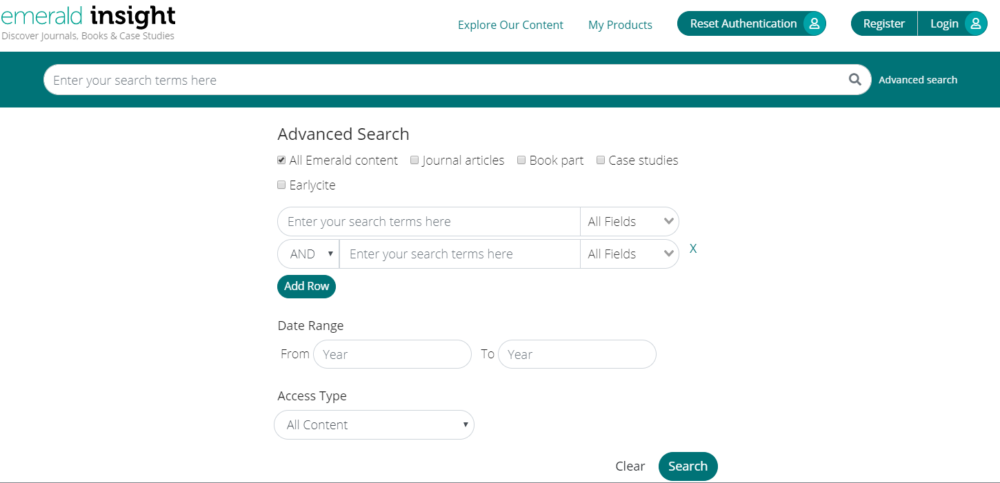 emerald insight
Discover Journals, Books & Case Studies
Explore Our Content My Products Reset Authentication Register Login
Enter your search terms here Advanced search
Advanced Search
All Emerald content Journal articles Book part Case studies
Earlycite
Enter your search terms here All Fields
AND Enter your search terms here All Fields X
Add Row
Date Range
From Year To Year
Access Type
All Content
Clear Search